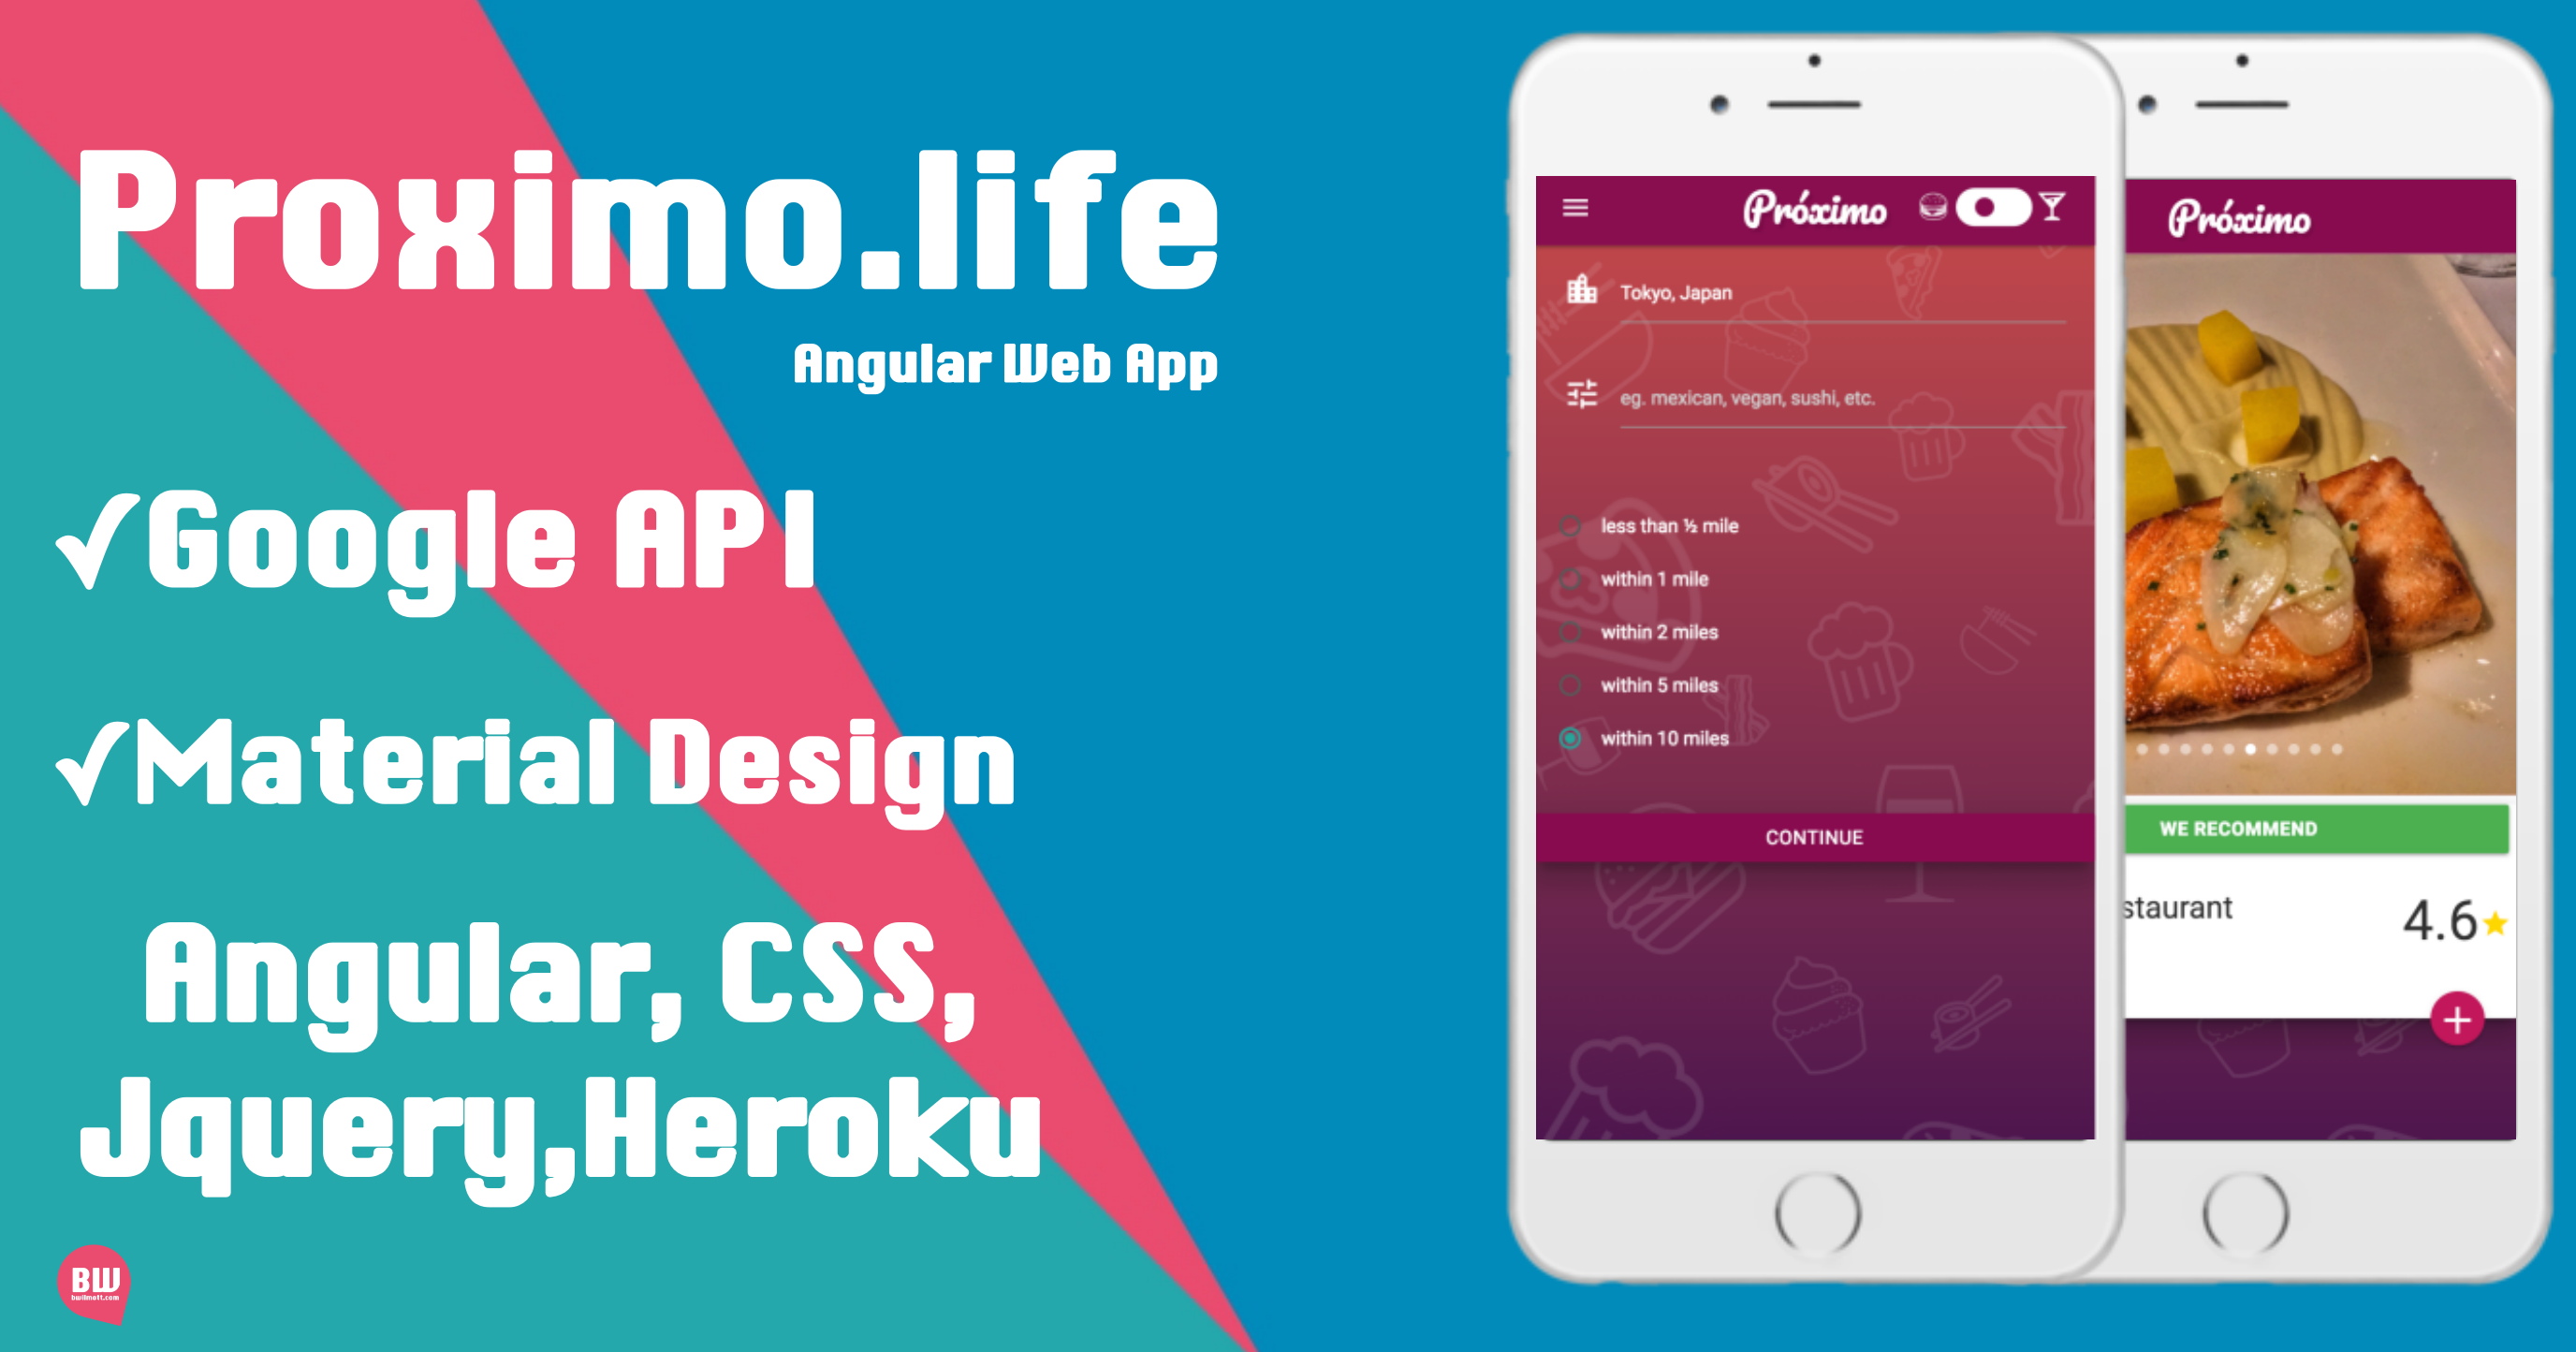 Proximo.life
Angular Web App
✓Google API
✓Material Design
Angular, CSS,
Jquery,Heroku
BW
bwilmott.com
Próximo
Tokyo, Japan
eg. mexican, vegan, sushi, etc.
less than ½ mile
within 1 mile
within 2 miles
within 5 miles
within 10 miles
CONTINUE
Próximo
WE RECOMMEND
staurant
4.6